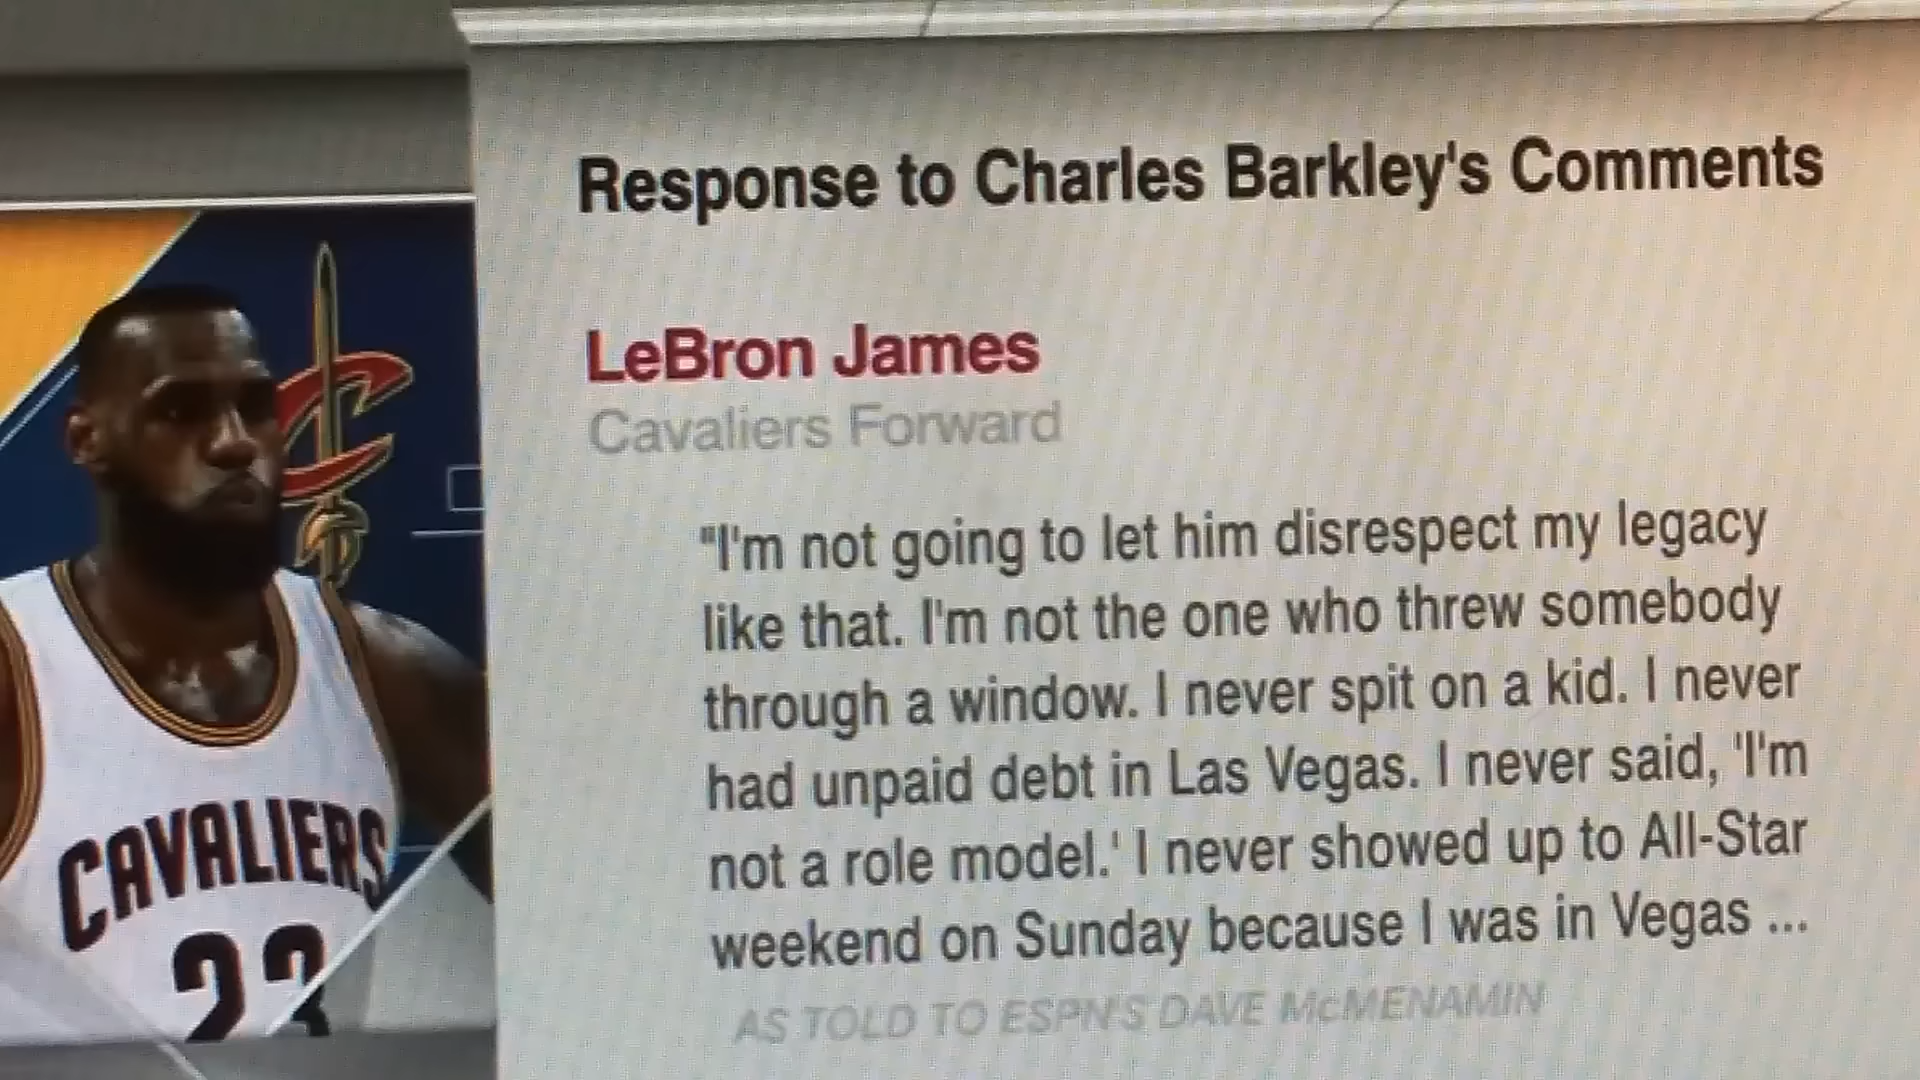 Response to Charles Barkley's Comments
LeBron James
Cavaliers Forward
"I'm not going to let him disrespect my legacy
like that. I'm not the one who threw somebody
through a window. I never spit on a kid. I never
had unpaid debt in Las Vegas. I never said, 'I'm
not a role model.' I never showed up to All-Star
weekend on Sunday because I was in Vegas ...
AS TOLD TO ESPN'S DAVE McMENAMIN
CAVALIERS
23